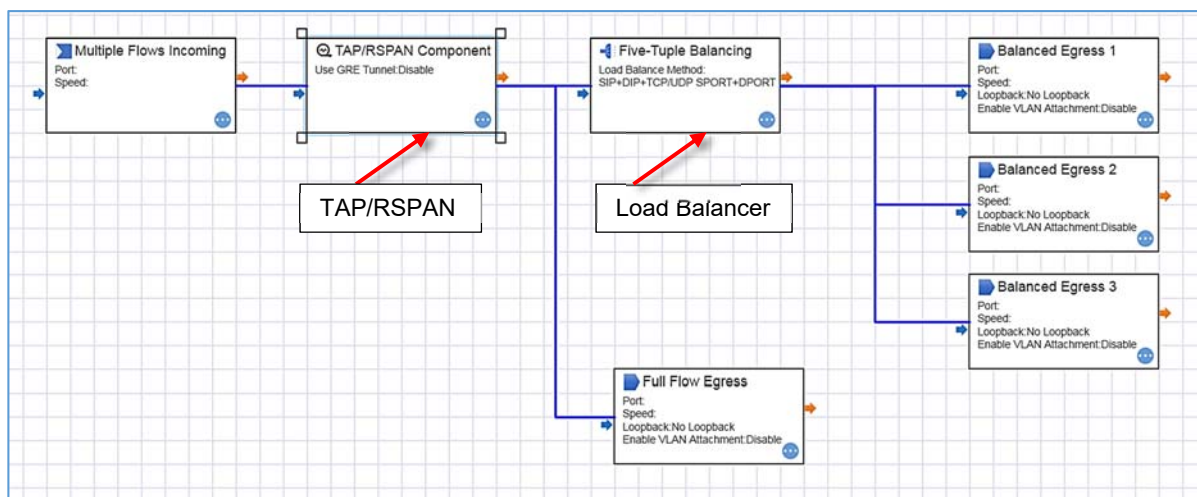 Multiple Flows Incoming
Port:
Speed:
TAP/RSPAN Component
Use GRE Tunnel:Disable
Five-Tuple Balancing
Load Balance Method:
SIP+DIP+TCP/UDP SPORT+DPORT
Balanced Egress 1
Port:
Speed:
Loopback:No Loopback
Enable VLAN Attachment:Disable
TAP/RSPAN
Load Balancer
Balanced Egress 2
Port:
Speed:
Loopback:No Loopback
Enable VLAN Attachment:Disable
Balanced Egress 3
Port:
Speed:
Loopback:No Loopback
Enable VLAN Attachment:Disable
Full Flow Egress
Port:
Speed:
Loopback:No Loopback
Enable VLAN Attachment:Disable